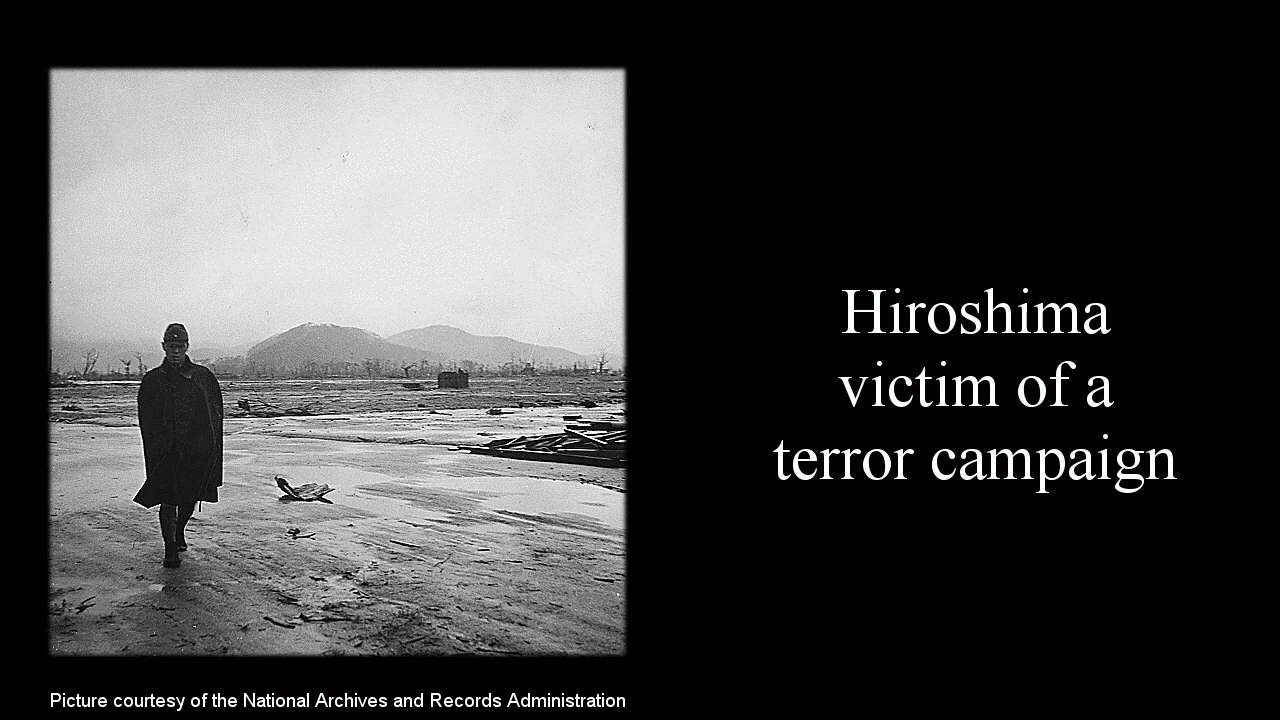 Hiroshima
victim of a
terror campaign
Picture courtesy of the National Archives and Records Administration